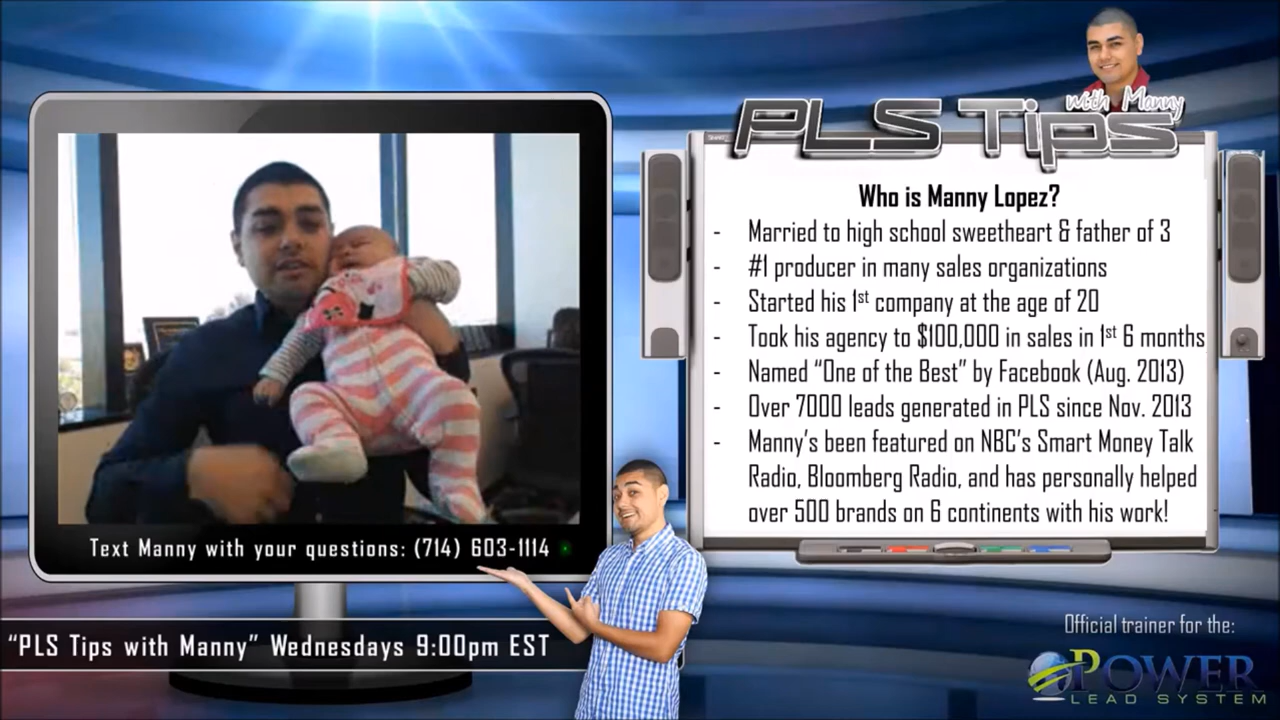 PLS Tips
with Manny
Who is Manny Lopez?
- Married to high school sweetheart & father of 3
- #1 producer in many sales organizations
- Started his 1st company at the age of 20
- Took his agency to $100,000 in sales in 1st 6 months
- Named “One of the Best” by Facebook (Aug. 2013)
- Over 7000 leads generated in PLS since Nov. 2013
- Manny’s been featured on NBC’s Smart Money Talk
Radio, Bloomberg Radio, and has personally helped
over 500 brands on 6 continents with his work!
Text Manny with your questions: (714) 603-1114
“PLS Tips with Manny” Wednesdays 9:00pm EST
Official trainer for the:
POWER
LEAD SYSTEM